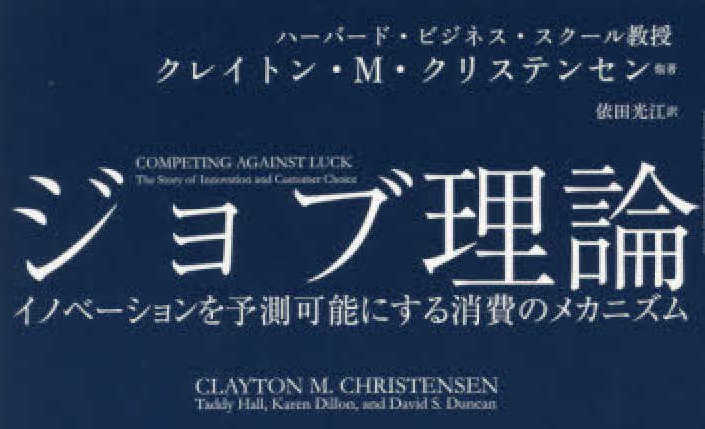 ハーバード・ビジネス・スクール教授
クレイトン・M・クリステンセン 他著
依田光江 訳
COMPETING AGAINST LUCK
The Story of Innovation and Customer Choice
ジョブ理論
イノベーションを予測可能にする消費のメカニズム
CLAYTON M. CHRISTENSEN
Taddy Hall, Karen Dillon, and David S. Duncan